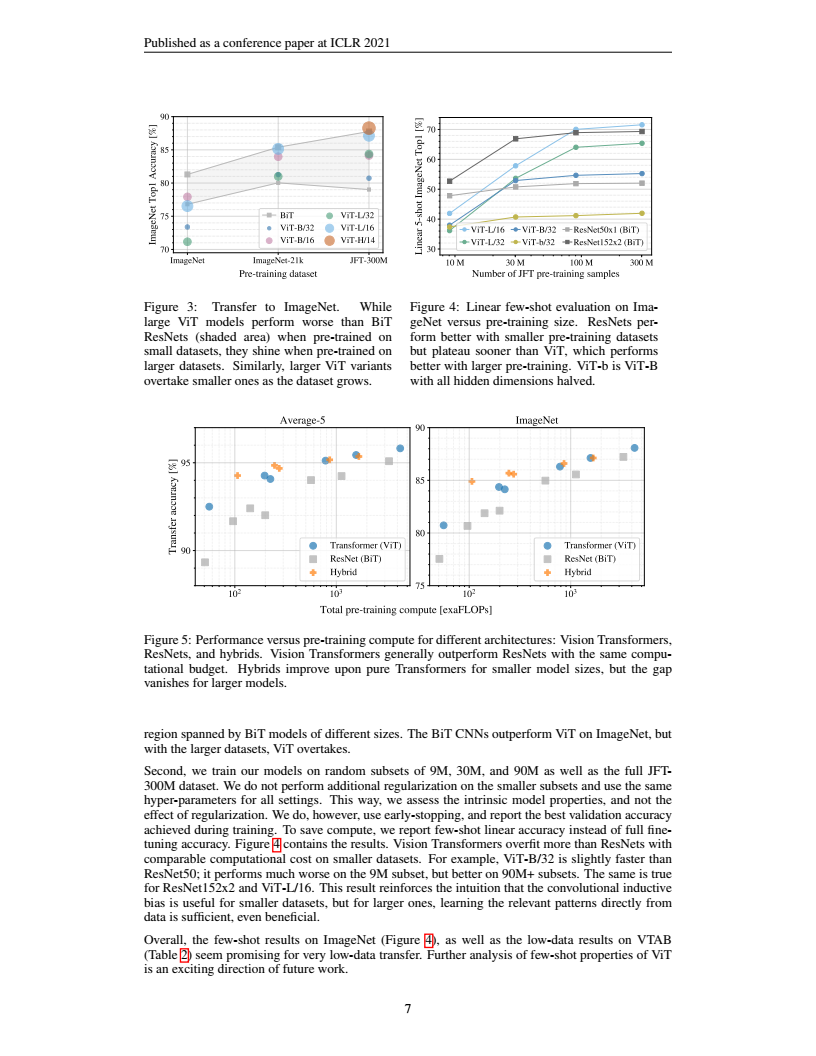 Published as a conference paper at ICLR 2021
90
85
80
75
70
ImageNet Top1 Accuracy [%]
BiT
ViT-B/32
ViT-B/16
ViT-L/32
ViT-L/16
ViT-H/14
ImageNet
ImageNet-21k
JFT-300M
Pre-training dataset
70
60
50
40
30
Linear 5-shot ImageNet Top1 [%]
ViT-L/16
ViT-B/32
ResNet50x1 (BiT)
ViT-L/32
ViT-b/32
ResNet152x2 (BiT)
10 M
30 M
100 M
300 M
Number of JFT pre-training samples
Figure 3: Transfer to ImageNet. While
large ViT models perform worse than BiT
ResNets (shaded area) when pre-trained on
small datasets, they shine when pre-trained on
larger datasets. Similarly, larger ViT variants
overtake smaller ones as the dataset grows.
Figure 4: Linear few-shot evaluation on Ima-
geNet versus pre-training size. ResNets per-
form better with smaller pre-training datasets
but plateau sooner than ViT, which performs
better with larger pre-training. ViT-b is ViT-B
with all hidden dimensions halved.
Average-5
95
90
Transfer accuracy [%]
Transformer (ViT)
ResNet (BiT)
Hybrid
10²
10³
ImageNet
90
85
80
75
Transformer (ViT)
ResNet (BiT)
Hybrid
10²
10³
Total pre-training compute [exaFLOPs]
Figure 5: Performance versus pre-training compute for different architectures: Vision Transformers,
ResNets, and hybrids. Vision Transformers generally outperform ResNets with the same compu-
tational budget. Hybrids improve upon pure Transformers for smaller model sizes, but the gap
vanishes for larger models.
region spanned by BiT models of different sizes. The BiT CNNs outperform ViT on ImageNet, but
with the larger datasets, ViT overtakes.
Second, we train our models on random subsets of 9M, 30M, and 90M as well as the full JFT-
300M dataset. We do not perform additional regularization on the smaller subsets and use the same
hyper-parameters for all settings. This way, we assess the intrinsic model properties, and not the
effect of regularization. We do, however, use early-stopping, and report the best validation accuracy
achieved during training. To save compute, we report few-shot linear accuracy instead of full fine-
tuning accuracy. Figure 4 contains the results. Vision Transformers overfit more than ResNets with
comparable computational cost on smaller datasets. For example, ViT-B/32 is slightly faster than
ResNet50; it performs much worse on the 9M subset, but better on 90M+ subsets. The same is true
for ResNet152x2 and ViT-L/16. This result reinforces the intuition that the convolutional inductive
bias is useful for smaller datasets, but for larger ones, learning the relevant patterns directly from
data is sufficient, even beneficial.
Overall, the few-shot results on ImageNet (Figure 4), as well as the low-data results on VTAB
(Table 2) seem promising for very low-data transfer. Further analysis of few-shot properties of ViT
is an exciting direction of future work.
7